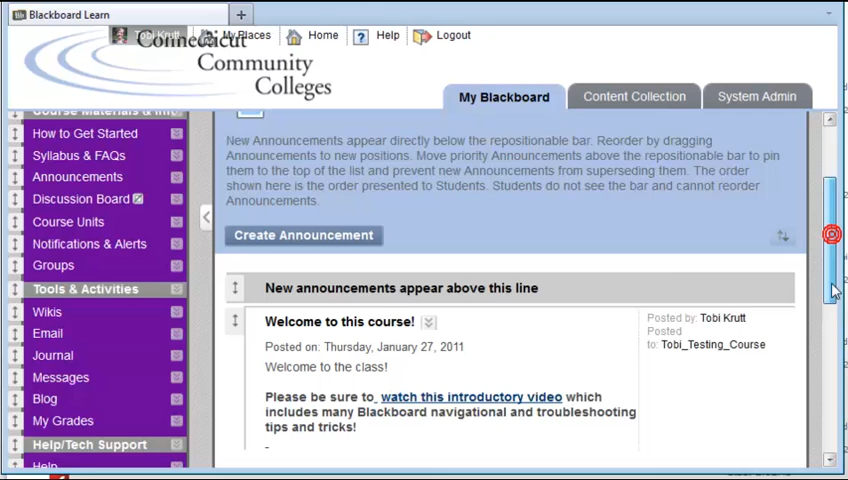 Blackboard Learn
Tobi Krutt My Places Home Help Logout
Connecticut
Community
Colleges
My Blackboard Content Collection System Admin
Course Materials & Info
How to Get Started
Syllabus & FAQs
Announcements
Discussion Board
Course Units
Notifications & Alerts
Groups
Tools & Activities
Wikis
Email
Journal
Messages
Blog
My Grades
Help/Tech Support
Help
New Announcements appear directly below the repositionable bar. Reorder by dragging
Announcements to new positions. Move priority Announcements above the repositionable bar to pin
them to the top of the list and prevent new Announcements from superseding them. The order
shown here is the order presented to Students. Students do not see the bar and cannot reorder
Announcements.
Create Announcement
New announcements appear above this line
Welcome to this course!
Posted on: Thursday, January 27, 2011
Welcome to the class!
Please be sure to watch this introductory video which
includes many Blackboard navigational and troubleshooting
tips and tricks!
Posted by: Tobi Krutt
Posted
to: Tobi_Testing_Course